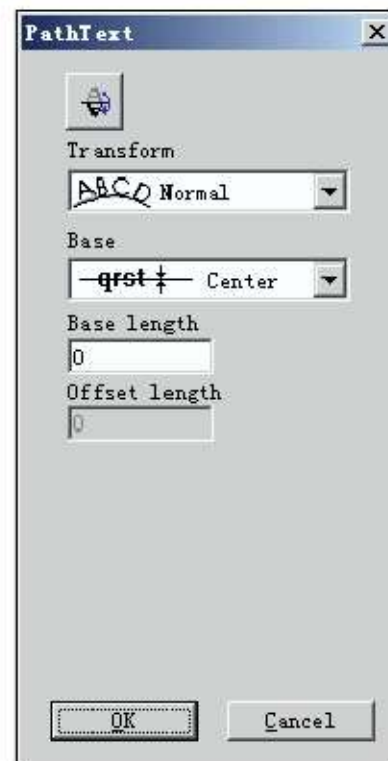 PathText
Transform
ABCD Normal
Base
qrst Center
Base length
0
Offset length
0
OK Cancel